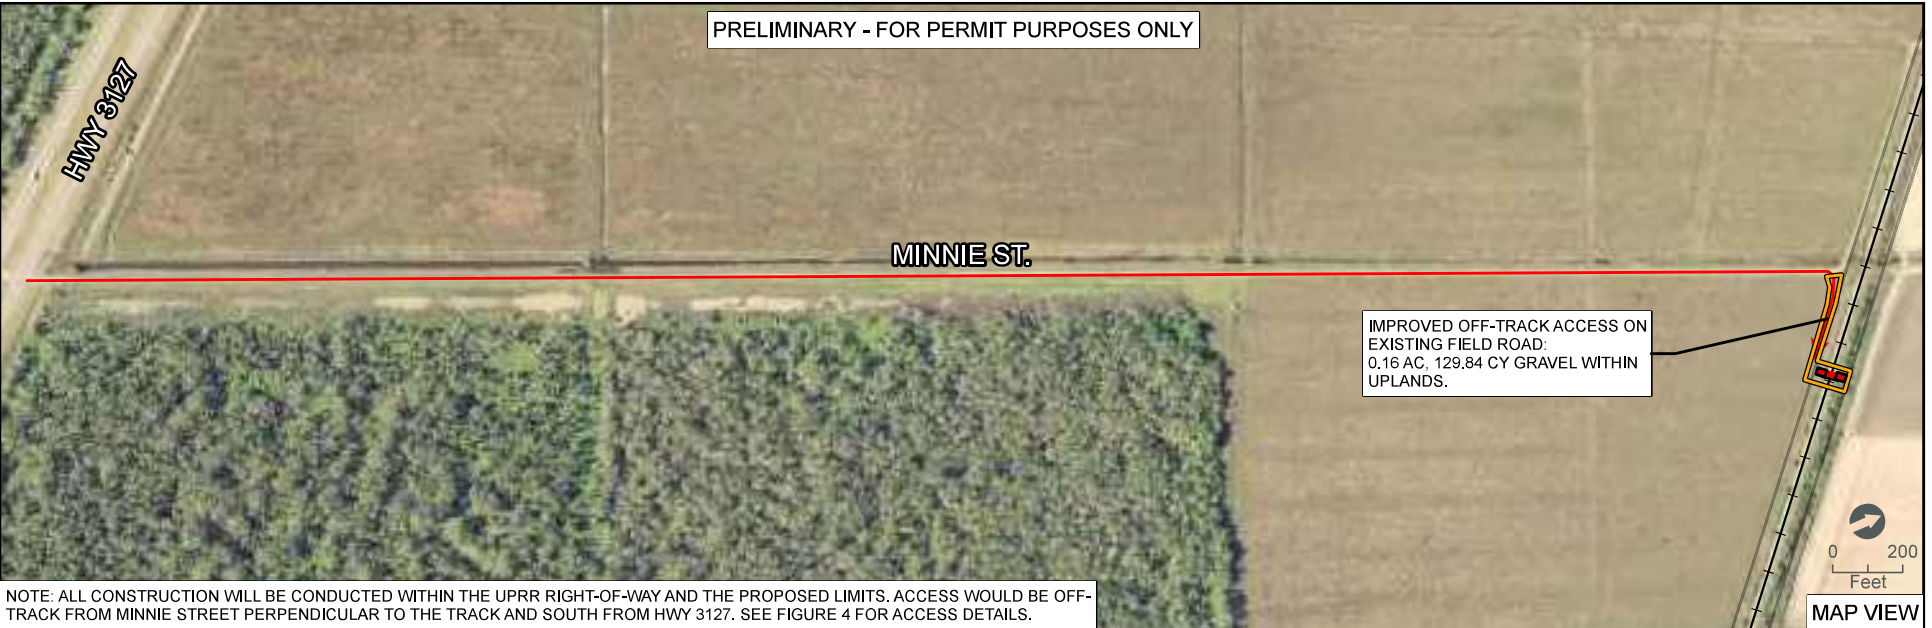 PRELIMINARY - FOR PERMIT PURPOSES ONLY
HWY 3127
MINNIE ST.
IMPROVED OFF-TRACK ACCESS ON
EXISTING FIELD ROAD:
0.16 AC, 129.84 CY GRAVEL WITHIN
UPLANDS.
0 200
Feet
NOTE: ALL CONSTRUCTION WILL BE CONDUCTED WITHIN THE UPRR RIGHT-OF-WAY AND THE PROPOSED LIMITS. ACCESS WOULD BE OFF-
TRACK FROM MINNIE STREET PERPENDICULAR TO THE TRACK AND SOUTH FROM HWY 3127. SEE FIGURE 4 FOR ACCESS DETAILS.
MAP VIEW